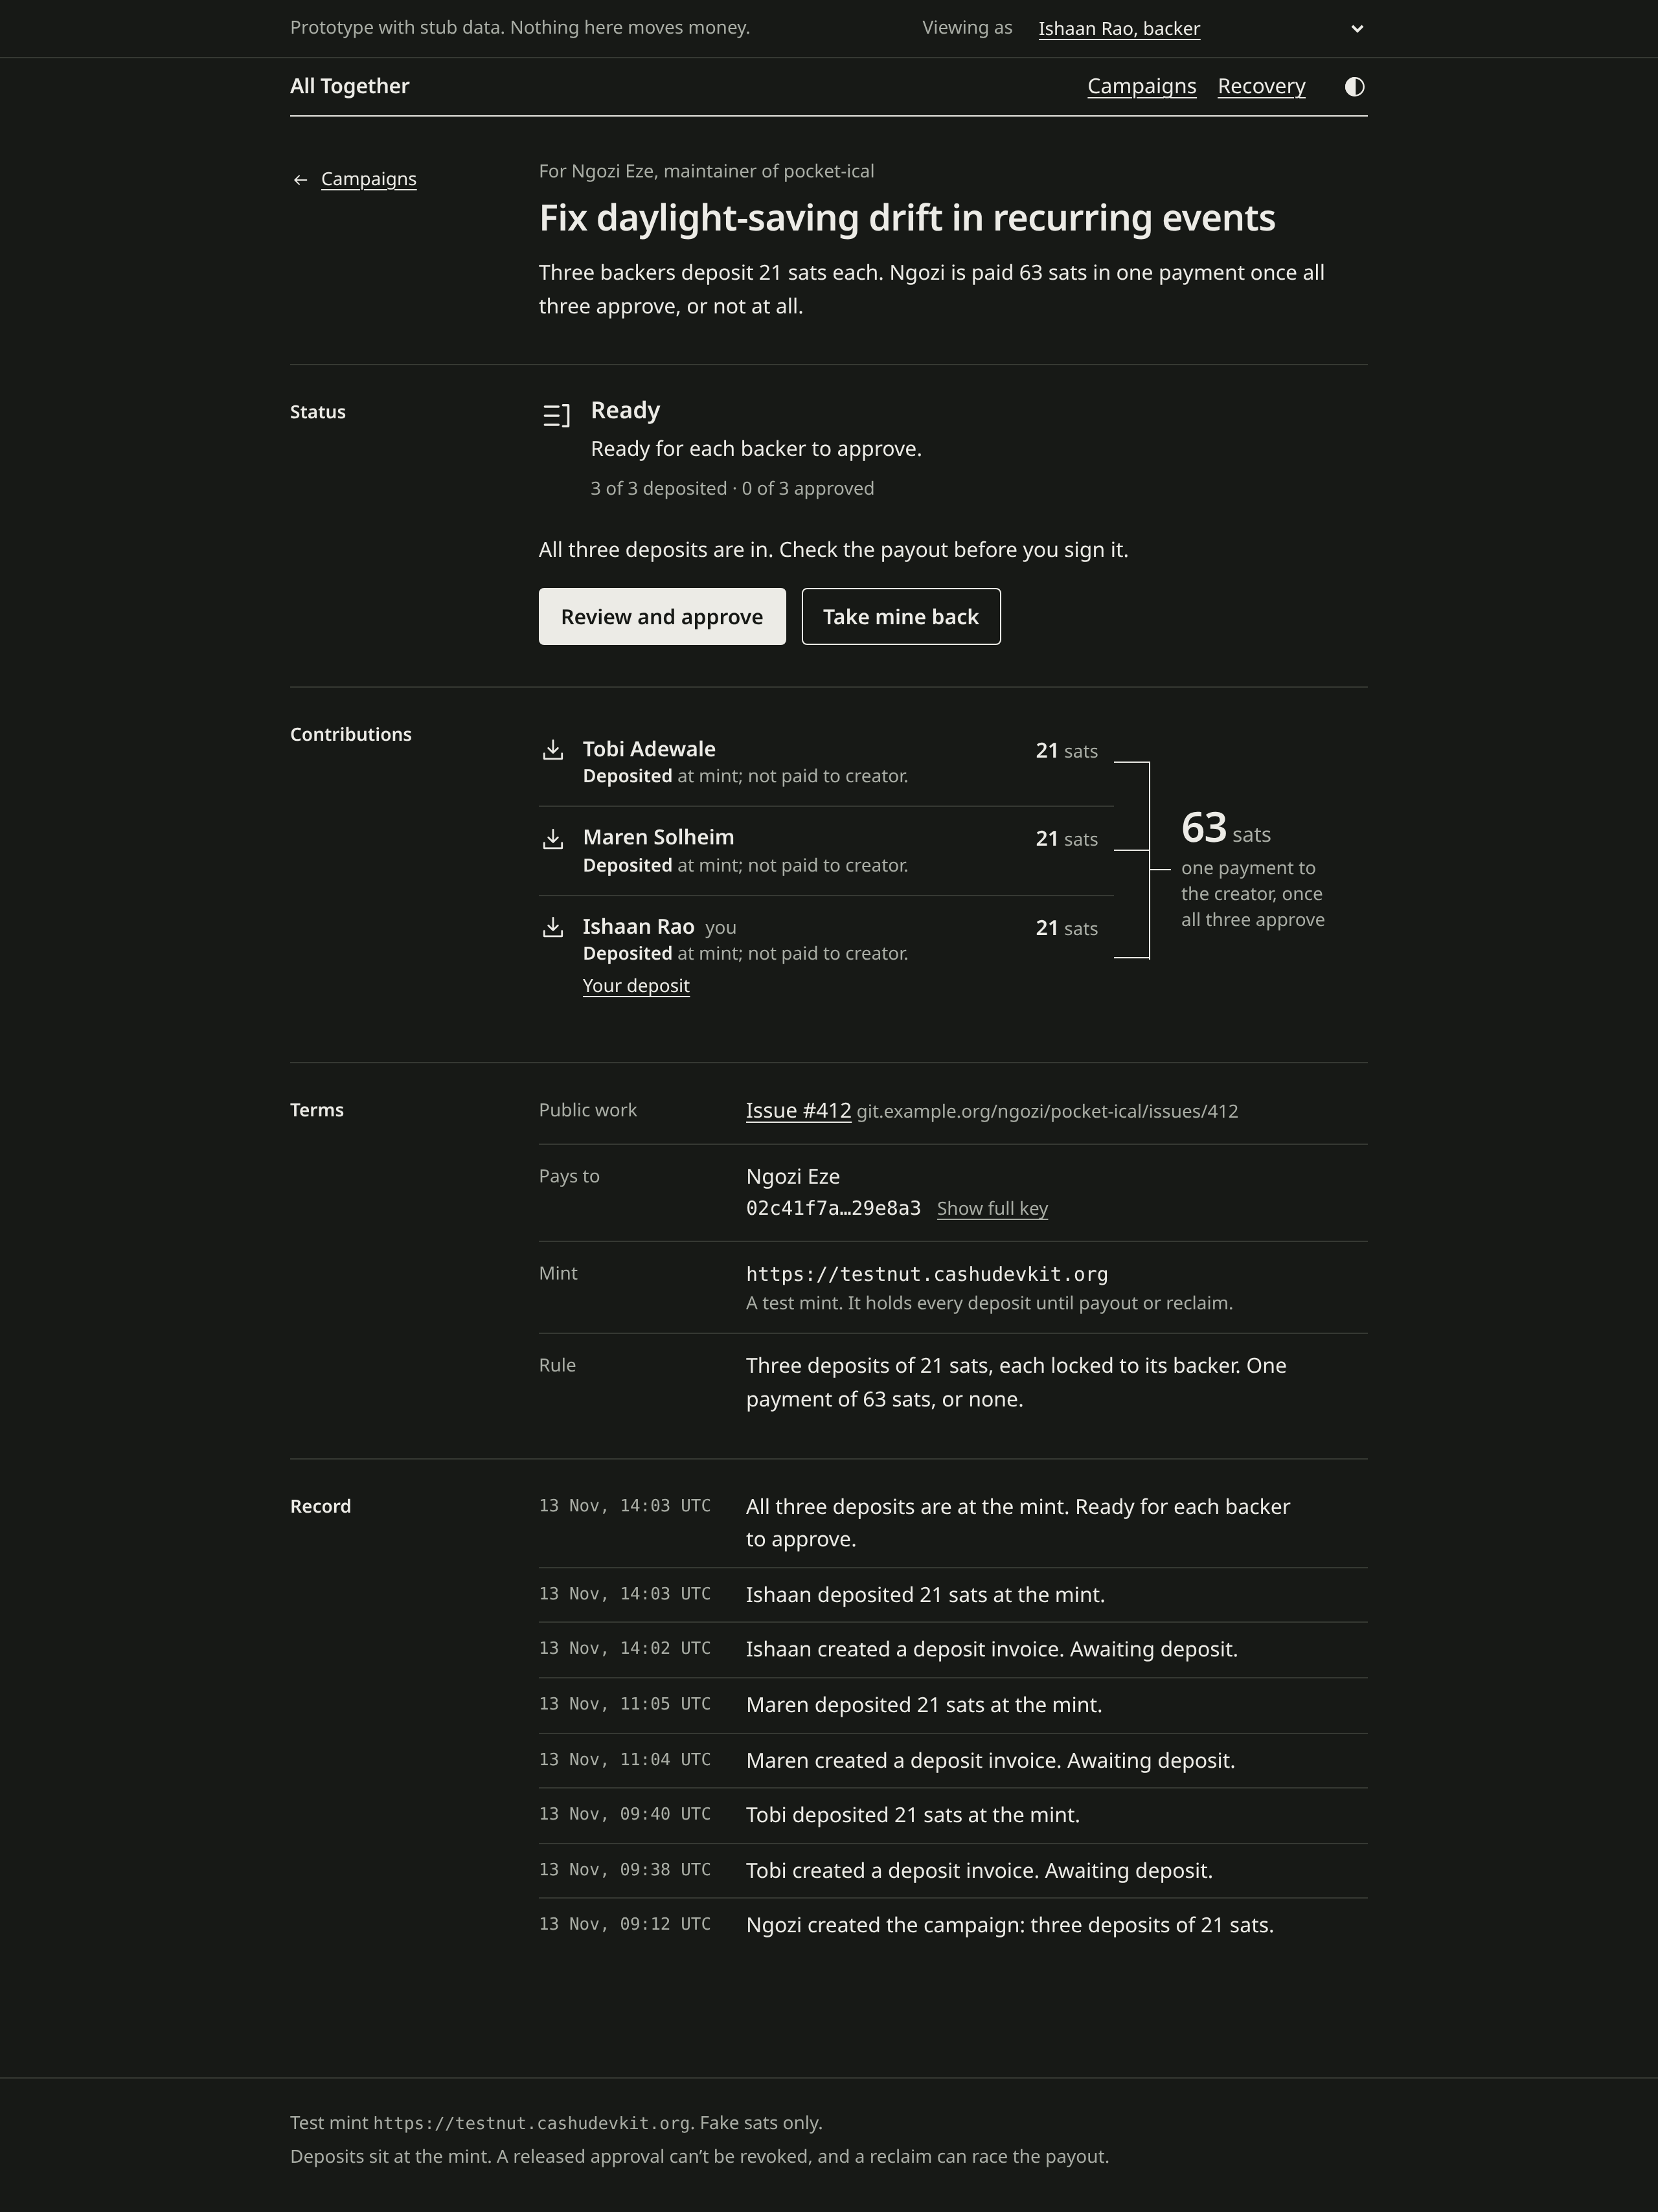 Prototype with stub data. Nothing here moves money.
Viewing as
Ishaan Rao, backer
All Together
Campaigns
Recovery
← Campaigns
For Ngozi Eze, maintainer of pocket-ical
Fix daylight-saving drift in recurring events
Three backers deposit 21 sats each. Ngozi is paid 63 sats in one payment once all
three approve, or not at all.
Status
Ready
Ready for each backer to approve.
3 of 3 deposited · 0 of 3 approved
All three deposits are in. Check the payout before you sign it.
Review and approve
Take mine back
Contributions
Tobi Adewale
21 sats
Deposited at mint; not paid to creator.
Maren Solheim
21 sats
Deposited at mint; not paid to creator.
Ishaan Rao you
21 sats
Deposited at mint; not paid to creator.
Your deposit
63 sats
one payment to
the creator, once
all three approve
Terms
Public work
Issue #412 git.example.org/ngozi/pocket-ical/issues/412
Pays to
Ngozi Eze
02c41f7a…29e8a3 Show full key
Mint
https://testnut.cashudevkit.org
A test mint. It holds every deposit until payout or reclaim.
Rule
Three deposits of 21 sats, each locked to its backer. One
payment of 63 sats, or none.
Record
13 Nov, 14:03 UTC
All three deposits are at the mint. Ready for each backer
to approve.
13 Nov, 14:03 UTC
Ishaan deposited 21 sats at the mint.
13 Nov, 14:02 UTC
Ishaan created a deposit invoice. Awaiting deposit.
13 Nov, 11:05 UTC
Maren deposited 21 sats at the mint.
13 Nov, 11:04 UTC
Maren created a deposit invoice. Awaiting deposit.
13 Nov, 09:40 UTC
Tobi deposited 21 sats at the mint.
13 Nov, 09:38 UTC
Tobi created a deposit invoice. Awaiting deposit.
13 Nov, 09:12 UTC
Ngozi created the campaign: three deposits of 21 sats.
Test mint https://testnut.cashudevkit.org. Fake sats only.
Deposits sit at the mint. A released approval can’t be revoked, and a reclaim can race the payout.